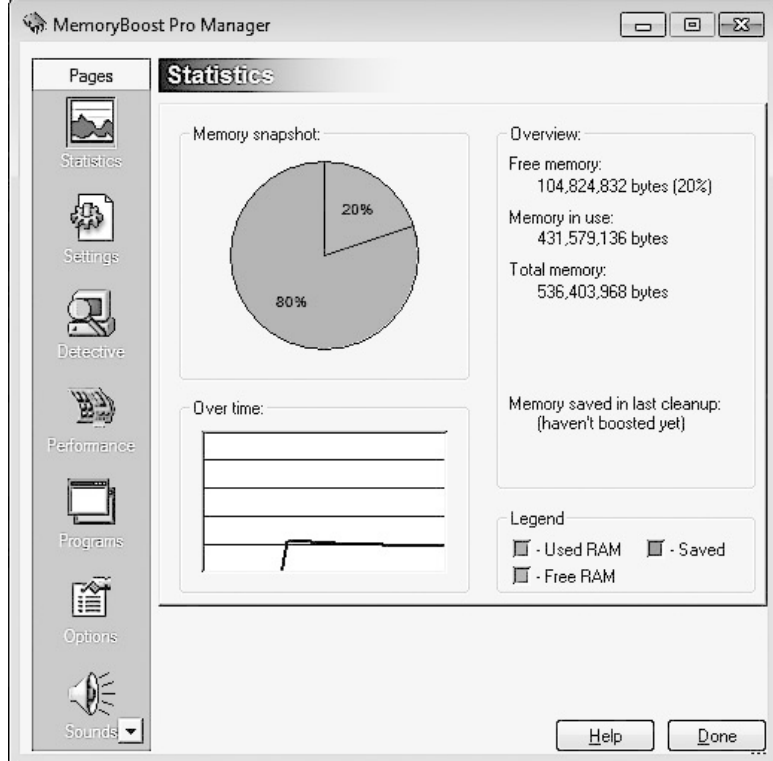 MemoryBoost Pro Manager
Pages
Statistics
Settings
Detective
Performance
Programs
Options
Sounds
Statistics
Memory snapshot:
20%
80%
Over time:
Overview:
Free memory:
104,824,832 bytes (20%)
Memory in use:
431,579,136 bytes
Total memory:
536,403,968 bytes
Memory saved in last cleanup:
(haven't boosted yet)
Legend
- Used RAM
- Saved
- Free RAM
Help
Done